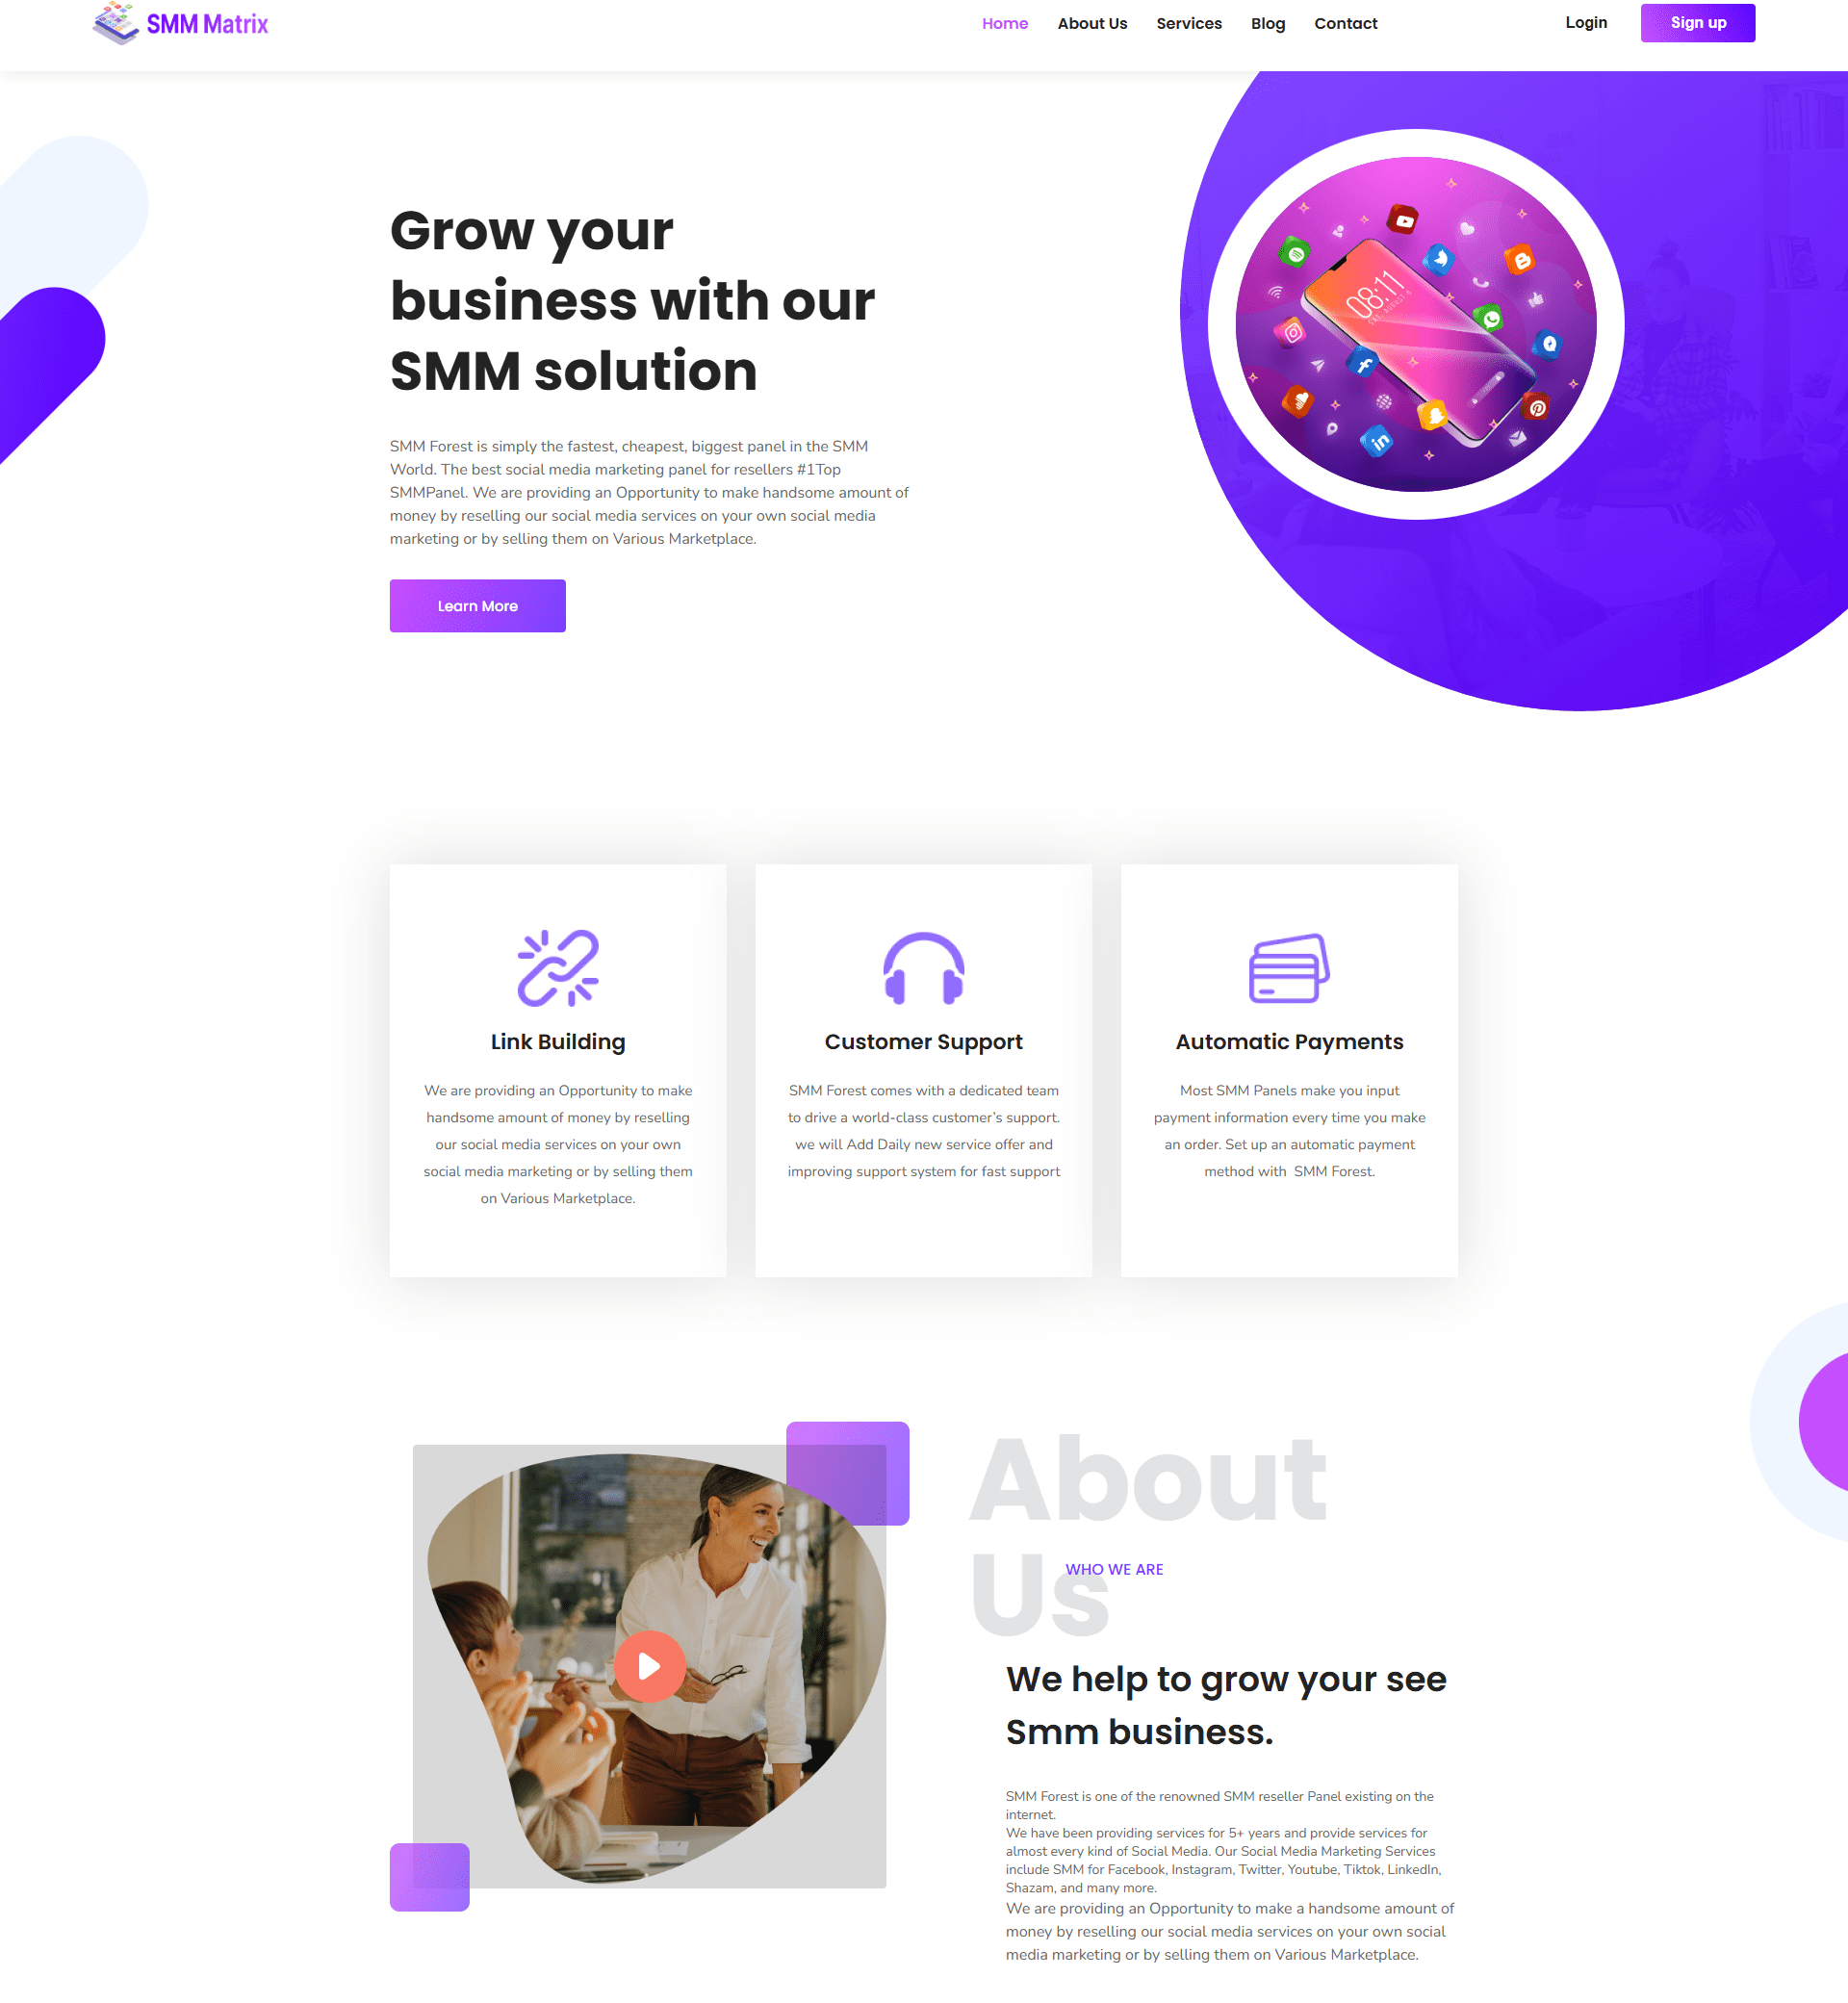 SMM Matrix
Home About Us Services Blog Contact
Login Sign up
Grow your
business with our
SMM solution
SMM Forest is simply the fastest, cheapest, biggest panel in the SMM
World. The best social media marketing panel for resellers #1Top
SMMPanel. We are providing an Opportunity to make handsome amount of
money by reselling our social media services on your own social media
marketing or by selling them on Various Marketplace.
Learn More
08:11
Link Building
We are providing an Opportunity to make
handsome amount of money by reselling
our social media services on your own
social media marketing or by selling them
on Various Marketplace.
Customer Support
SMM Forest comes with a dedicated team
to drive a world-class customer’s support.
we will Add Daily new service offer and
improving support system for fast support
Automatic Payments
Most SMM Panels make you input
payment information every time you make
an order. Set up an automatic payment
method with  SMM Forest.
About
Us
WHO WE ARE
We help to grow your see
Smm business.
SMM Forest is one of the renowned SMM reseller Panel existing on the
internet.
We have been providing services for 5+ years and provide services for
almost every kind of Social Media. Our Social Media Marketing Services
include SMM for Facebook, Instagram, Twitter, Youtube, Tiktok, LinkedIn,
Shazam, and many more.
We are providing an Opportunity to make a handsome amount of
money by reselling our social media services on your own social
media marketing or by selling them on Various Marketplace.